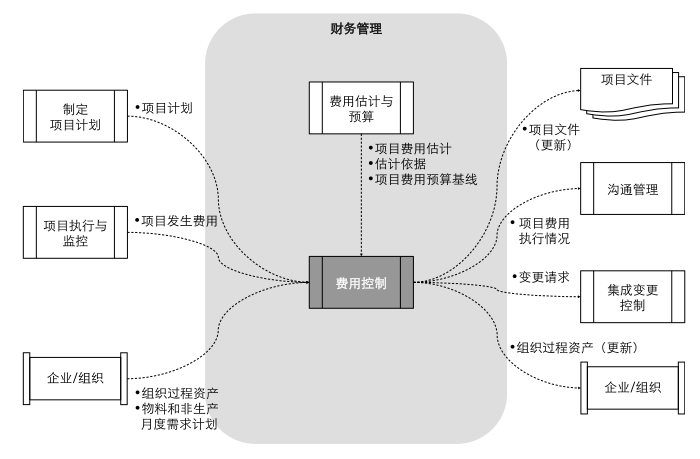 财务管理
制定
项目计划
•项目计划
费用估计与
预算
•项目费用估计
•估计依据
•项目费用预算基线
项目文件
•项目文件
（更新）
项目执行与
监控
•项目发生费用
费用控制
沟通管理
•项目费用
执行情况
•变更请求
集成变更
控制
企业/组织
•组织过程资产
•物料和非生产
月度需求计划
•组织过程资产（更新）
企业/组织